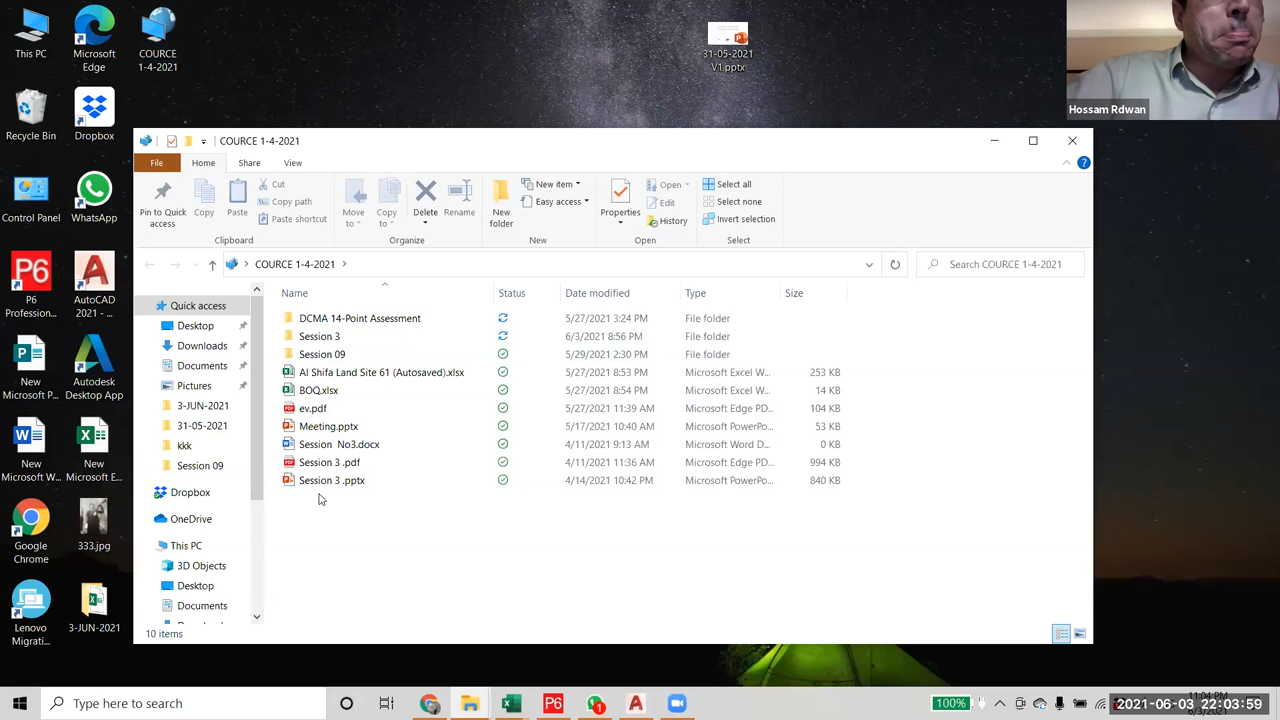 This PC
Microsoft
Edge
COURCE
1-4-2021
31-05-2021
V1.pptx
Hossam Rdwan
Recycle Bin
Dropbox
Control Panel
WhatsApp
P6
P6
Profession...
AutoCAD
2021 - ...
New
Microsoft P...
Autodesk
Desktop App
New
Microsoft W...
New
Microsoft E...
Google
Chrome
333.jpg
Lenovo
Migrati...
3-JUN-2021
COURCE 1-4-2021
File
Home
Share
View
Pin to Quick
access
Copy
Paste
Cut
Copy path
Paste shortcut
Clipboard
Move
to
Copy
to
Delete
Rename
Organize
New
folder
New item
Easy access
New
Properties
Open
Edit
History
Open
Select all
Select none
Invert selection
Select
COURCE 1-4-2021
Search COURCE 1-4-2021
Quick access
Desktop
Downloads
Documents
Pictures
3-JUN-2021
31-05-2021
kkk
Session 09
Dropbox
OneDrive
This PC
3D Objects
Desktop
Documents
Name Status Date modified Type Size
DCMA 14-Point Assessment 5/27/2021 3:24 PM File folder
Session 3 6/3/2021 8:56 PM File folder
Session 09 5/29/2021 2:30 PM File folder
Al Shifa Land Site 61 (Autosaved).xlsx 5/27/2021 8:53 PM Microsoft Excel W... 253 KB
BOQ.xlsx 5/27/2021 8:54 PM Microsoft Excel W... 14 KB
ev.pdf 5/27/2021 11:39 AM Microsoft Edge PD... 104 KB
Meeting.pptx 5/17/2021 10:40 AM Microsoft PowerPo... 53 KB
Session No3.docx 4/11/2021 9:13 AM Microsoft Word D... 0 KB
Session 3 .pdf 4/11/2021 11:36 AM Microsoft Edge PD... 994 KB
Session 3 .pptx 4/14/2021 10:42 PM Microsoft PowerPo... 840 KB
10 items
Type here to search
P6
1
100%
11:04 PM
2021-06-03 22:03:59